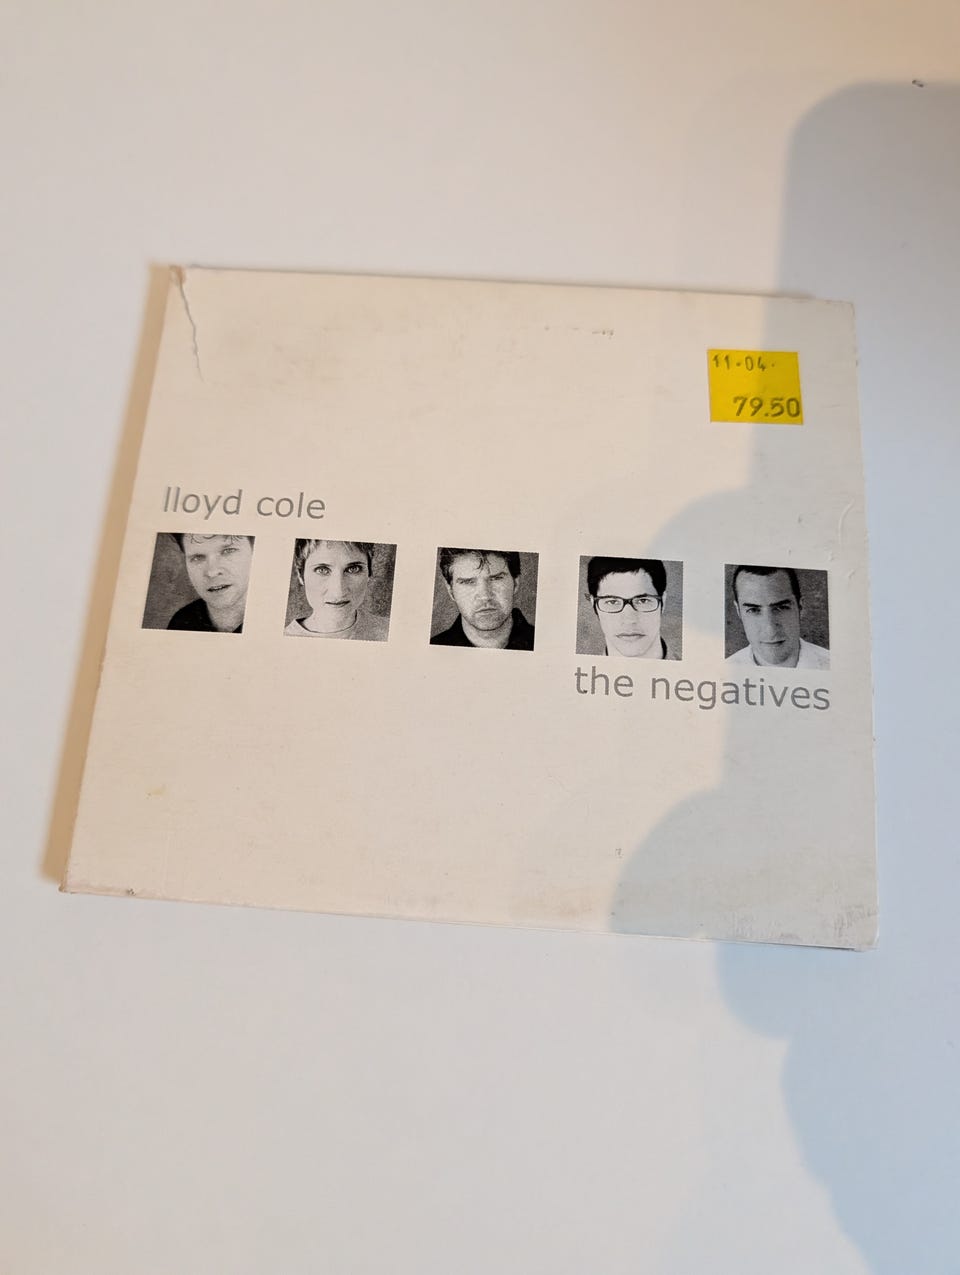 11-04.
79.50
lloyd cole
the negatives